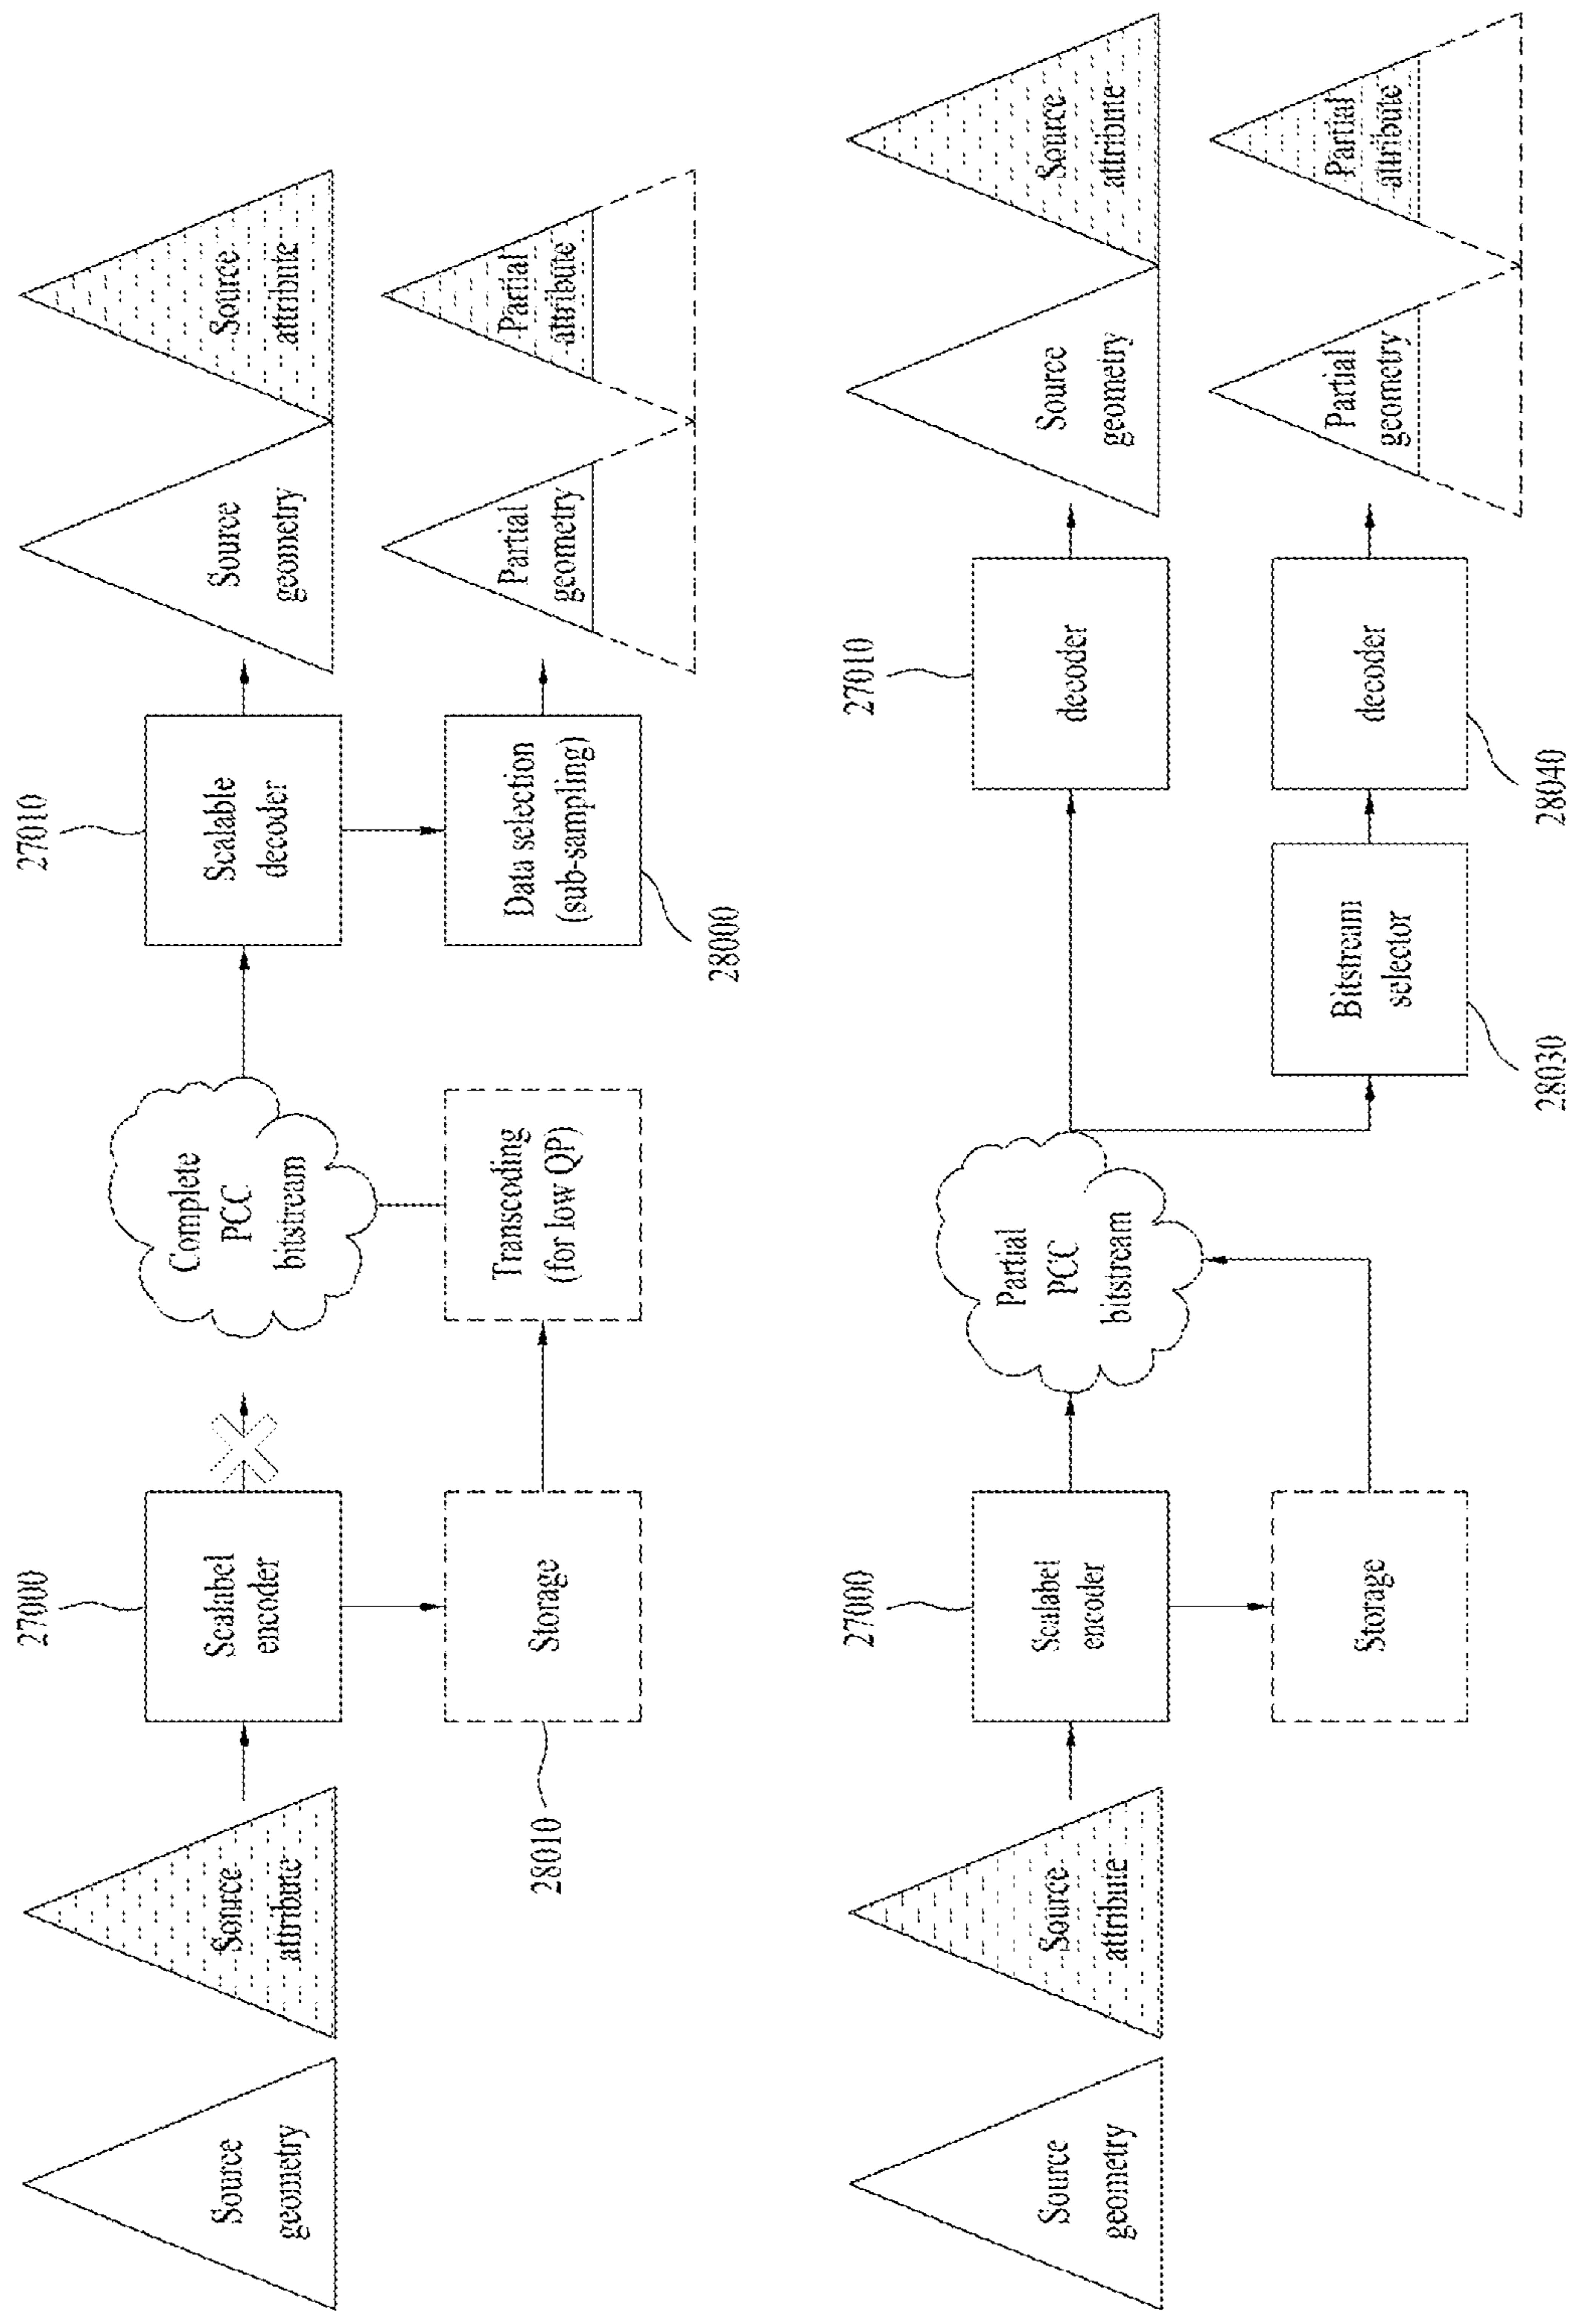 Source
geometry
Source
attribute
27000
Scalabel
encoder
28010
Storage
Complete
PCC
bitstream
Transcoding
(for low QP)
27010
Scalable
decoder
Data selection
(sub-sampling)
28000
Source
geometry
Source
attribute
Partial
geometry
Partial
attribute
Source
geometry
Source
attribute
27000
Scalabel
encoder
Storage
Partial
PCC
bitstream
27010
decoder
Bitstream
selector
28030
decoder
28040
Source
geometry
Source
attribute
Partial
geometry
Partial
attribute